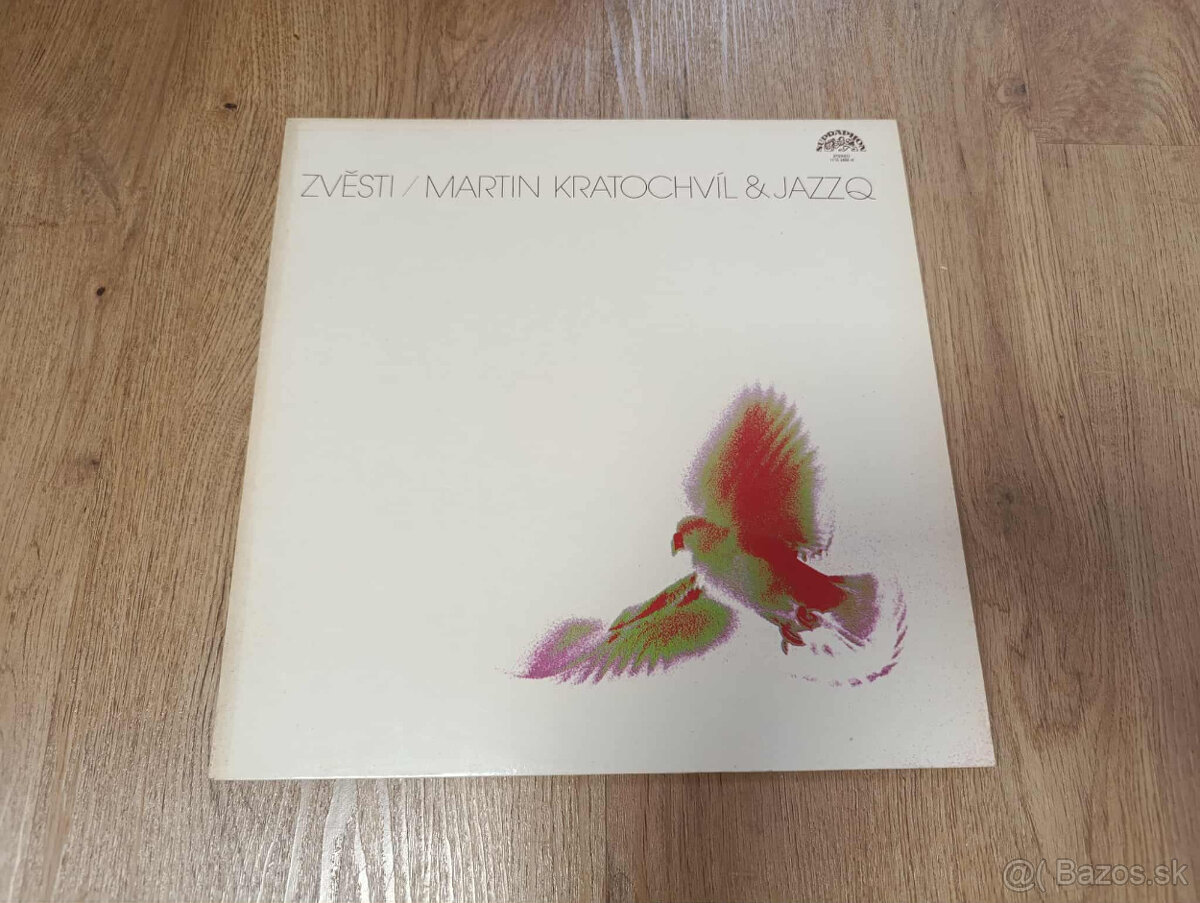 SUPRAPHON
STEREO
ZVĚSTI / MARTIN KRATOCHVÍL & JAZZ Q
@( Bazos.sk